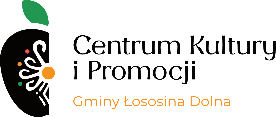 Centrum Kultury
i Promocji
Gminy Łososina Dolna